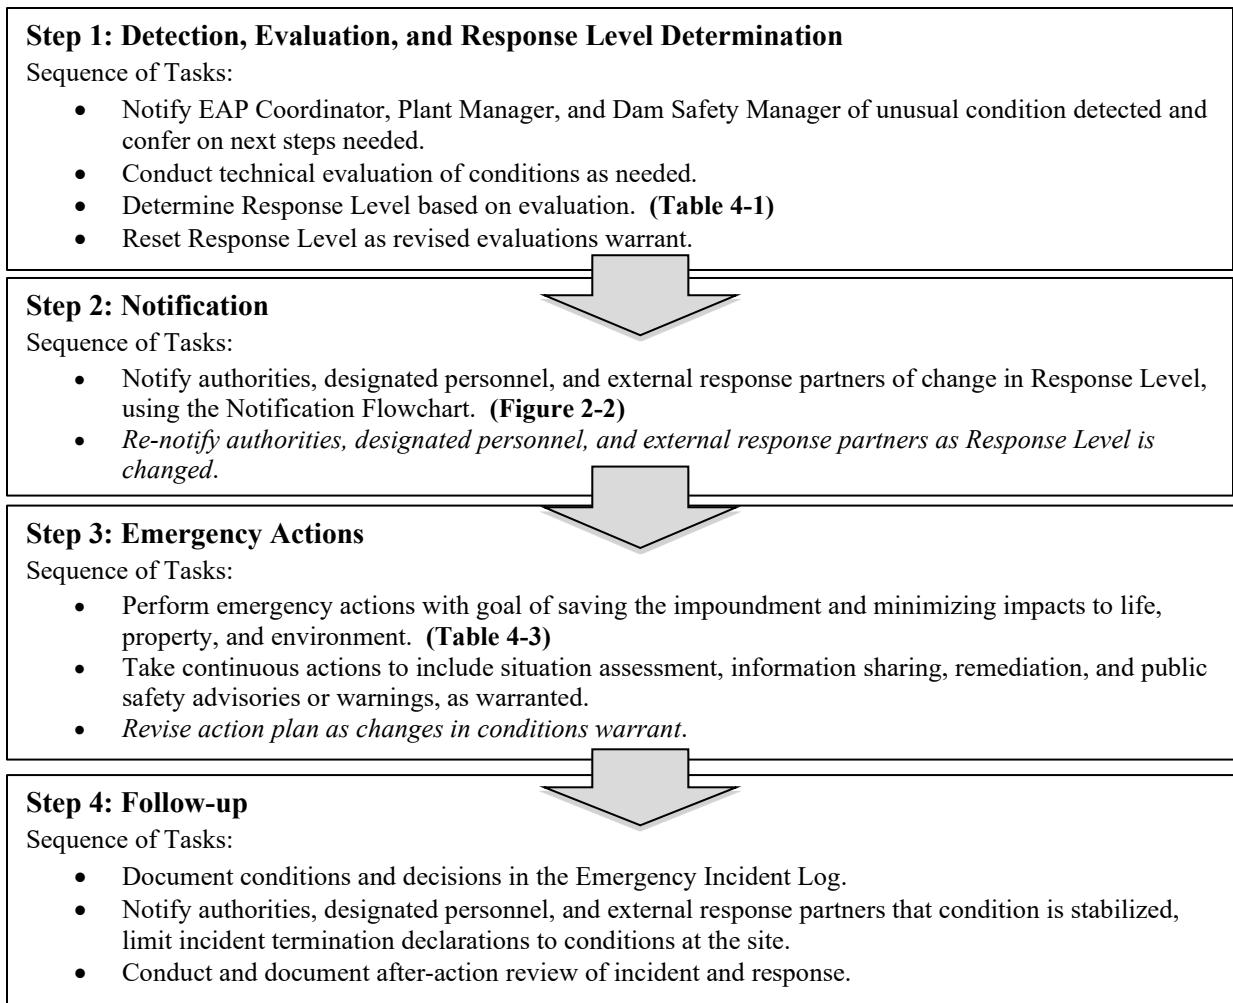 Step 1: Detection, Evaluation, and Response Level Determination
Sequence of Tasks:
• Notify EAP Coordinator, Plant Manager, and Dam Safety Manager of unusual condition detected and
confer on next steps needed.
• Conduct technical evaluation of conditions as needed.
• Determine Response Level based on evaluation. (Table 4-1)
• Reset Response Level as revised evaluations warrant.
Step 2: Notification
Sequence of Tasks:
• Notify authorities, designated personnel, and external response partners of change in Response Level,
using the Notification Flowchart. (Figure 2-2)
• Re-notify authorities, designated personnel, and external response partners as Response Level is
changed.
Step 3: Emergency Actions
Sequence of Tasks:
• Perform emergency actions with goal of saving the impoundment and minimizing impacts to life,
property, and environment. (Table 4-3)
• Take continuous actions to include situation assessment, information sharing, remediation, and public
safety advisories or warnings, as warranted.
• Revise action plan as changes in conditions warrant.
Step 4: Follow-up
Sequence of Tasks:
• Document conditions and decisions in the Emergency Incident Log.
• Notify authorities, designated personnel, and external response partners that condition is stabilized,
limit incident termination declarations to conditions at the site.
• Conduct and document after-action review of incident and response.